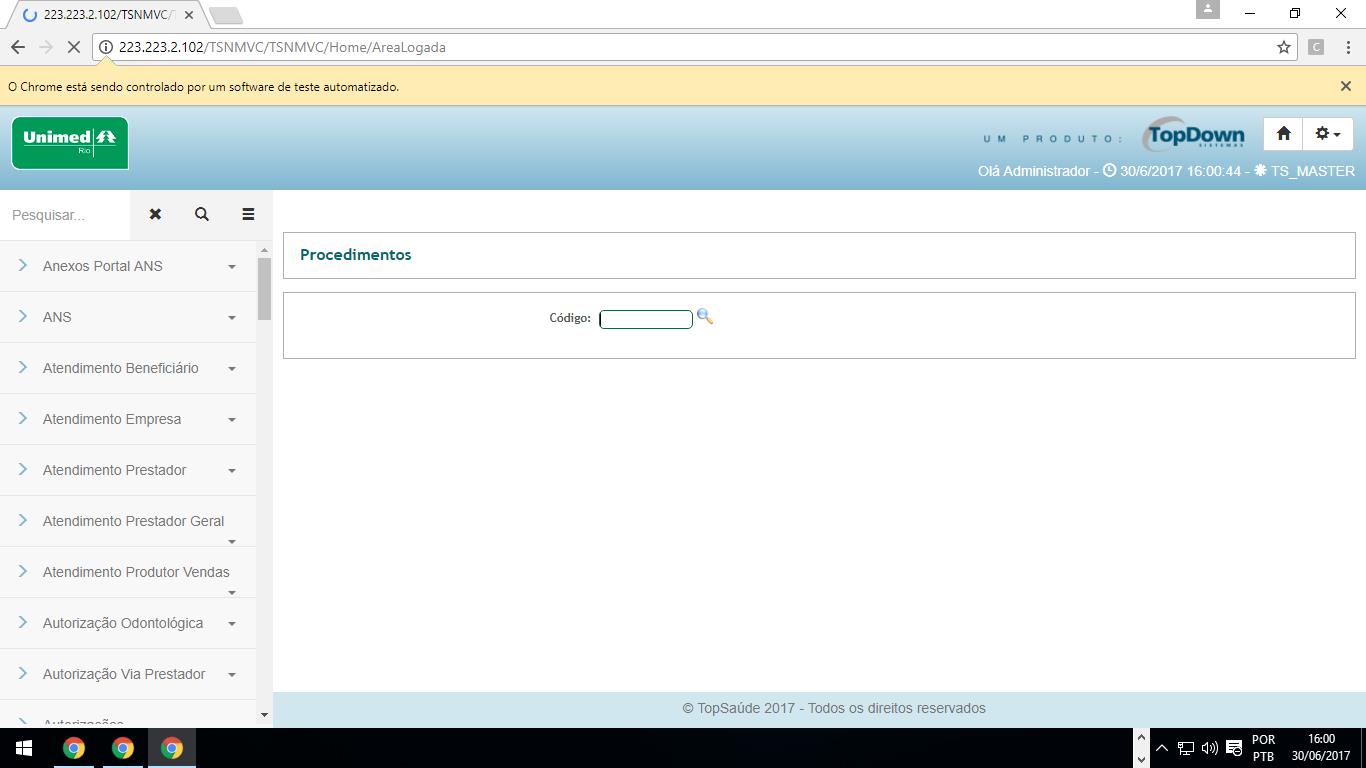 223.223.2.102/TSNMVC/
223.223.2.102/TSNMVC/TSNMVC/Home/AreaLogada
C
O Chrome está sendo controlado por um software de teste automatizado.
Unimed
Rio
UM PRODUTO:
TopDown
SISTEMAS
Olá Administrador - 30/6/2017 16:00:44 - TS_MASTER
Pesquisar...
Procedimentos
Código:
Anexos Portal ANS
ANS
Atendimento Beneficiário
Atendimento Empresa
Atendimento Prestador
Atendimento Prestador Geral
Atendimento Produtor Vendas
Autorização Odontológica
Autorização Via Prestador
Autorizações
© TopSaúde 2017 - Todos os direitos reservados
POR
PTB
16:00
30/06/2017